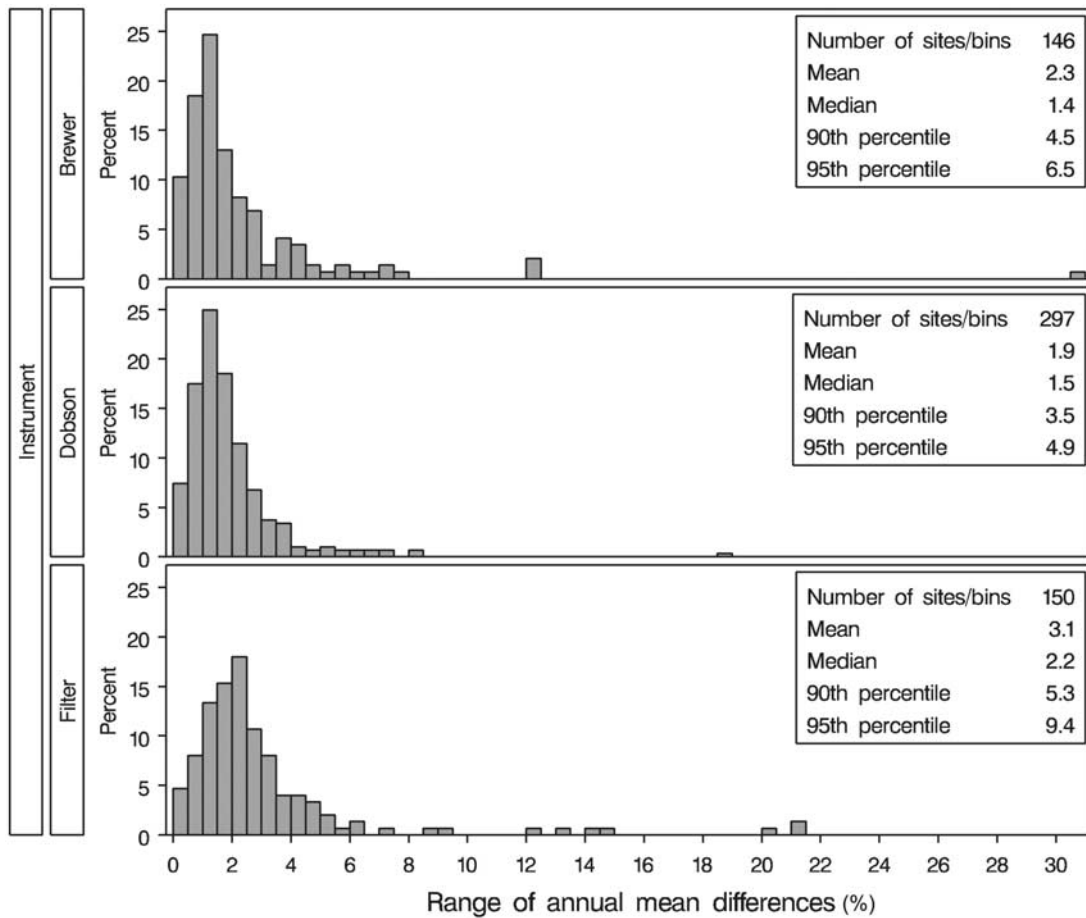 Instrument
Brewer
Percent
25
20
15
10
5
0
Number of sites/bins 146
Mean 2.3
Median 1.4
90th percentile 4.5
95th percentile 6.5
Dobson
Percent
25
20
15
10
5
0
Number of sites/bins 297
Mean 1.9
Median 1.5
90th percentile 3.5
95th percentile 4.9
Filter
Percent
25
20
15
10
5
0
Number of sites/bins 150
Mean 3.1
Median 2.2
90th percentile 5.3
95th percentile 9.4
0 2 4 6 8 10 12 14 16 18 20 22 24 26 28 30
Range of annual mean differences (%)